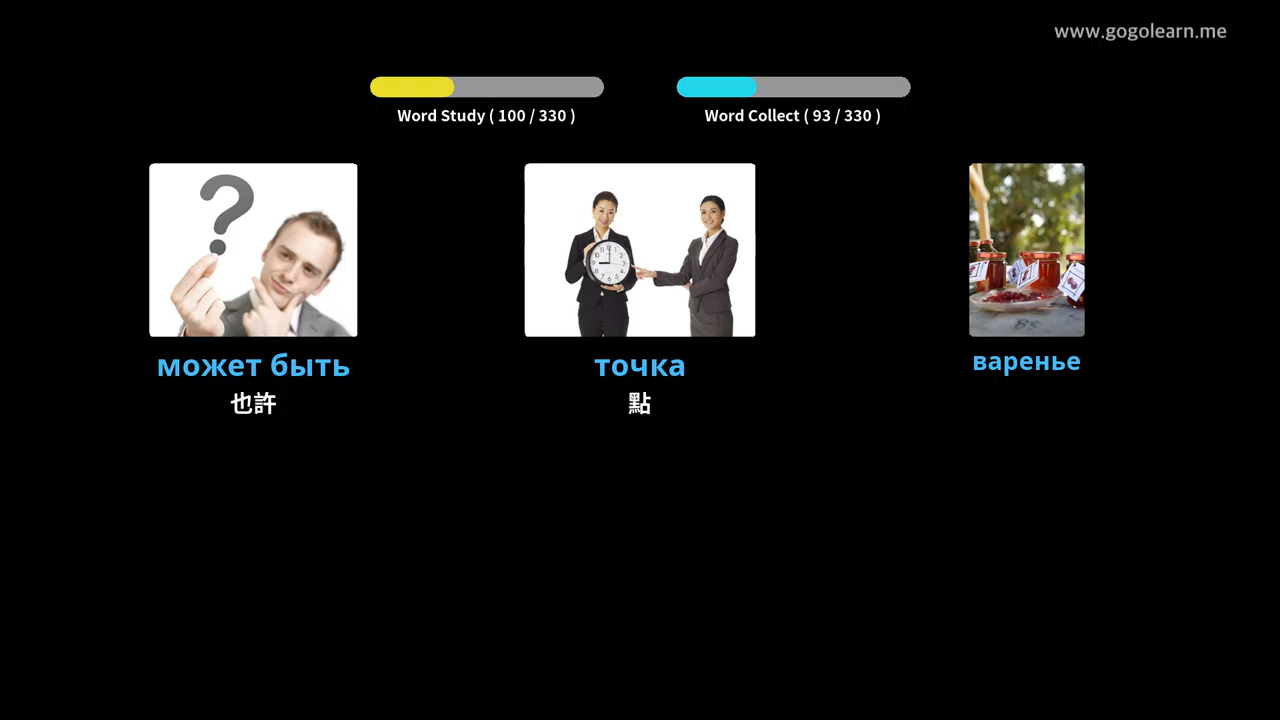 www.gogolearn.me
Word Study ( 100 / 330 )
Word Collect ( 93 / 330 )
может быть
也許
точка
點
варенье